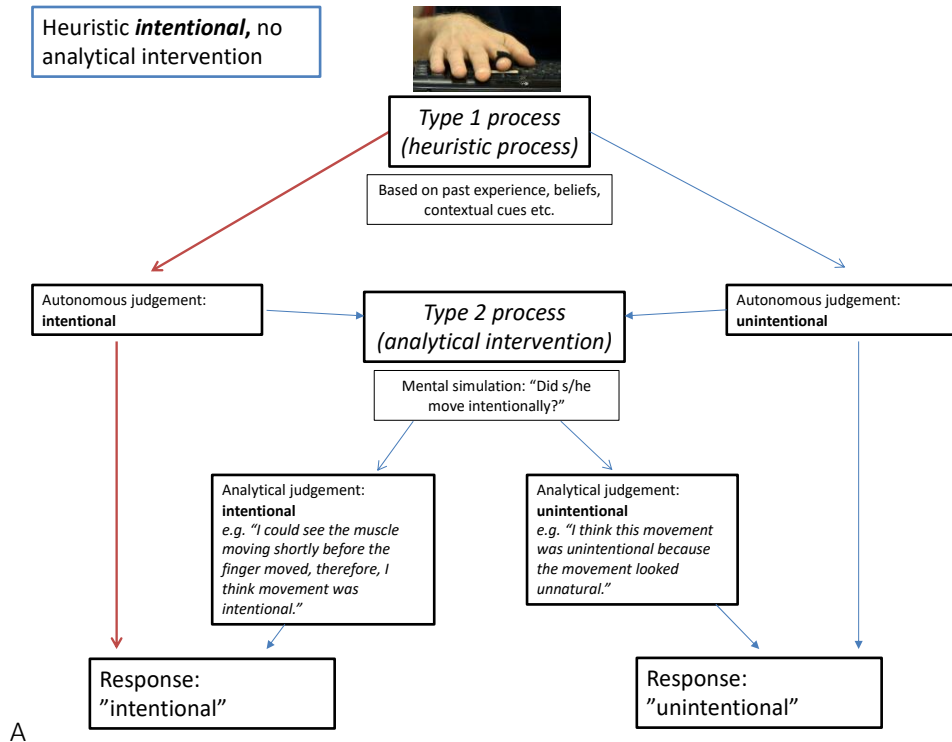 Heuristic intentional, no
analytical intervention
Type 1 process
(heuristic process)
Based on past experience, beliefs,
contextual cues etc.
Autonomous judgement:
intentional
Type 2 process
(analytical intervention)
Autonomous judgement:
unintentional
Mental simulation: “Did s/he
move intentionally?”
Analytical judgement:
intentional
e.g. “I could see the muscle
moving shortly before the
finger moved, therefore, I
think movement was
intentional.”
Analytical judgement:
unintentional
e.g. “I think this movement
was unintentional because
the movement looked
unnatural.”
Response:
”intentional”
Response:
”unintentional”
A